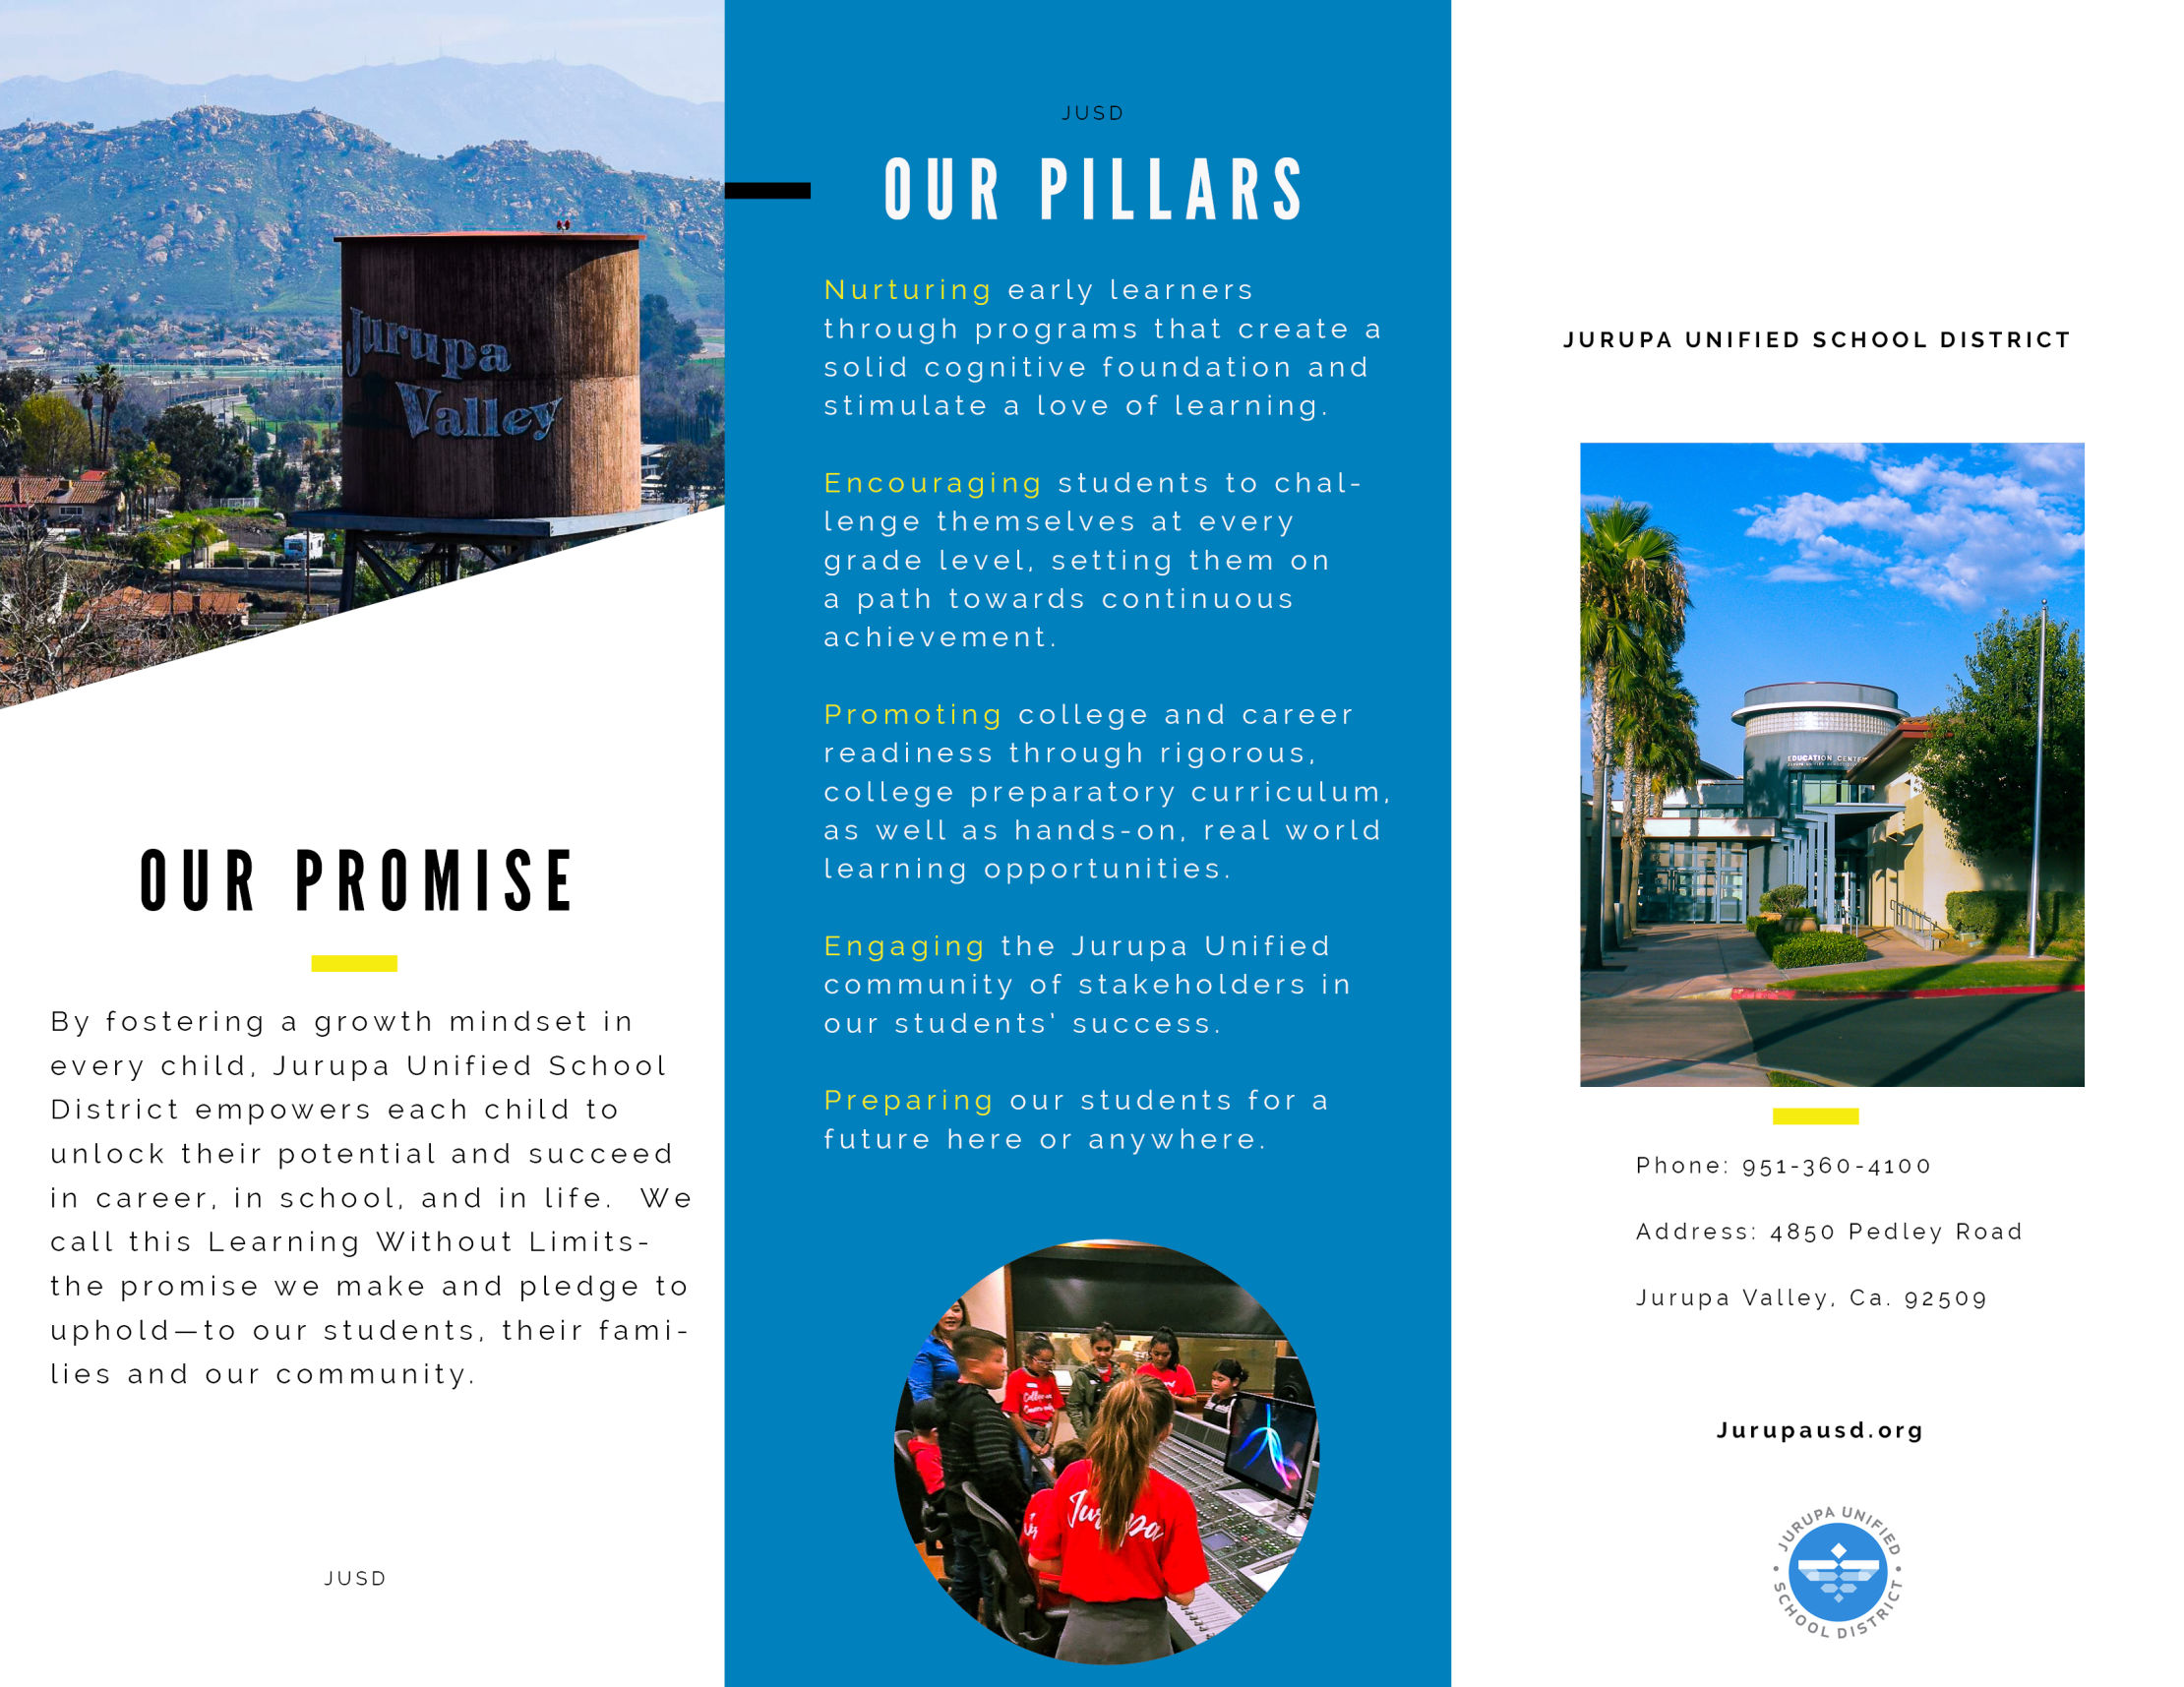 Jurupa
Valley
OUR PROMISE
By fostering a growth mindset in
every child, Jurupa Unified School
District empowers each child to
unlock their potential and succeed
in career, in school, and in life.  We
call this Learning Without Limits-
the promise we make and pledge to
uphold—to our students, their fami-
lies and our community.
JUSD
JUSD
OUR PILLARS
Nurturing early learners
through programs that create a
solid cognitive foundation and
stimulate a love of learning.
Encouraging students to chal-
lenge themselves at every
grade level, setting them on
a path towards continuous
achievement.
Promoting college and career
readiness through rigorous,
college preparatory curriculum,
as well as hands-on, real world
learning opportunities.
Engaging the Jurupa Unified
community of stakeholders in
our students' success.
Preparing our students for a
future here or anywhere.
Jurupa
JURUPA UNIFIED SCHOOL DISTRICT
EDUCATION CENTER
Phone: 951-360-4100
Address: 4850 Pedley Road
Jurupa Valley, Ca. 92509
Jurupausd.org
JURUPA UNIFIED
SCHOOL DISTRICT